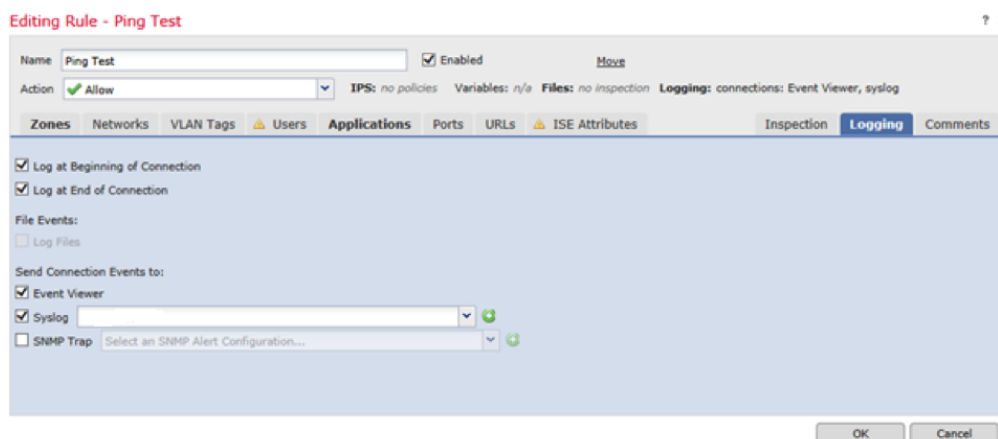 Editing Rule - Ping Test ?
Name Ping Test Enabled Move
Action Allow IPS: no policies Variables: n/a Files: no inspection Logging: connections: Event Viewer, syslog
Zones Networks VLAN Tags Users Applications Ports URLs ISE Attributes Inspection Logging Comments
Log at Beginning of Connection
Log at End of Connection
File Events:
Log Files
Send Connection Events to:
Event Viewer
Syslog
SNMP Trap Select an SNMP Alert Configuration...
OK Cancel